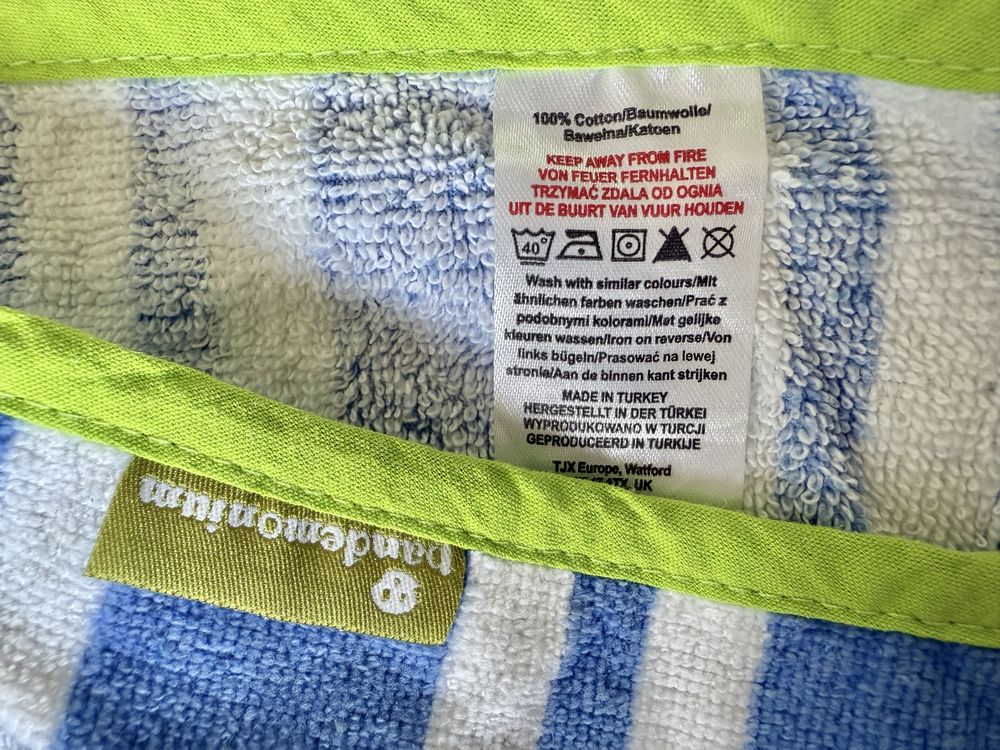 100% Cotton/Baumwolle/
Bawełna/Katoen
KEEP AWAY FROM FIRE
VON FEUER FERNHALTEN
TRZYMAĆ ZDALA OD OGNIA
UIT DE BUURT VAN VUUR HOUDEN
40°
Wash with similar colours/Mit
ähnlichen farben waschen/Prać z
podobnymi kolorami/Met gelijke
kleuren wassen/Iron on reverse/Von
links bügeln/Prasować na lewej
stronie/Aan de binnen kant strijken
MADE IN TURKEY
HERGESTELLT IN DER TÜRKEI
WYPRODUKOWANO W TURCJI
GEPRODUCEERD IN TURKIJE
TJX Europe, Watford
UK
pandemonium